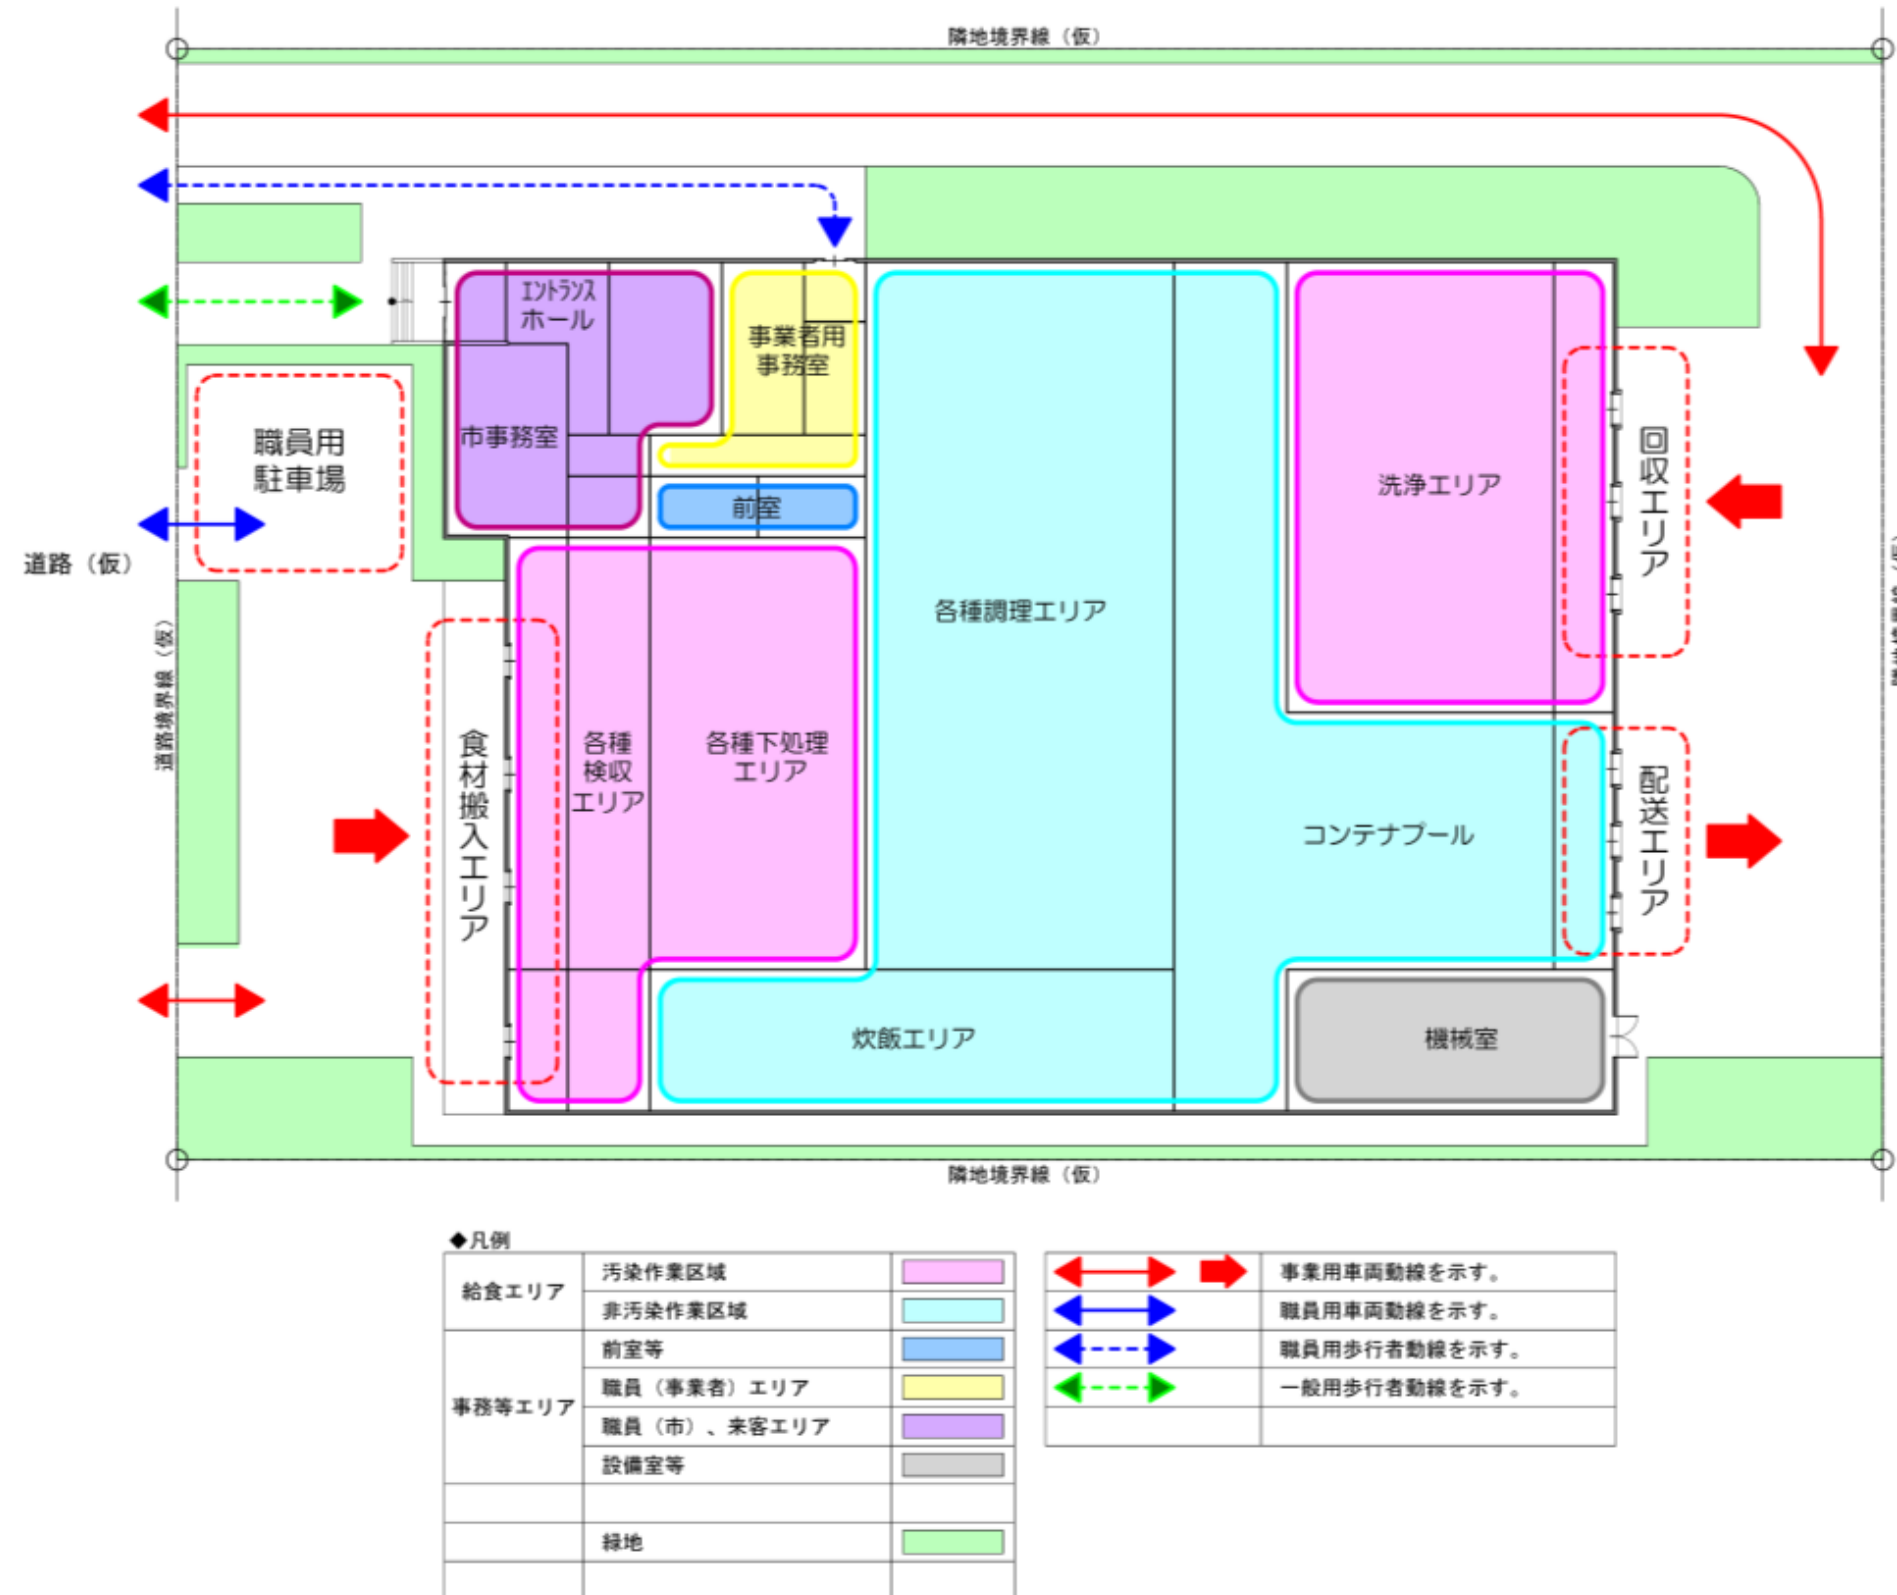 隣地境界線（仮）
エントランス
ホール
事業者用
事務室
市事務室
職員用
駐車場
前室
洗浄エリア
回収エリア
道路（仮）
道路境界線（仮）
各種調理エリア
食材搬入エリア
各種
検収
エリア
各種下処理
エリア
コンテナプール
配送エリア
炊飯エリア
機械室
隣地境界線（仮）
◆凡例
給食エリア
汚染作業区域
非汚染作業区域
事務等エリア
前室等
職員（事業者）エリア
職員（市）、来客エリア
設備室等
緑地
事業用車両動線を示す。
職員用車両動線を示す。
職員用歩行者動線を示す。
一般用歩行者動線を示す。